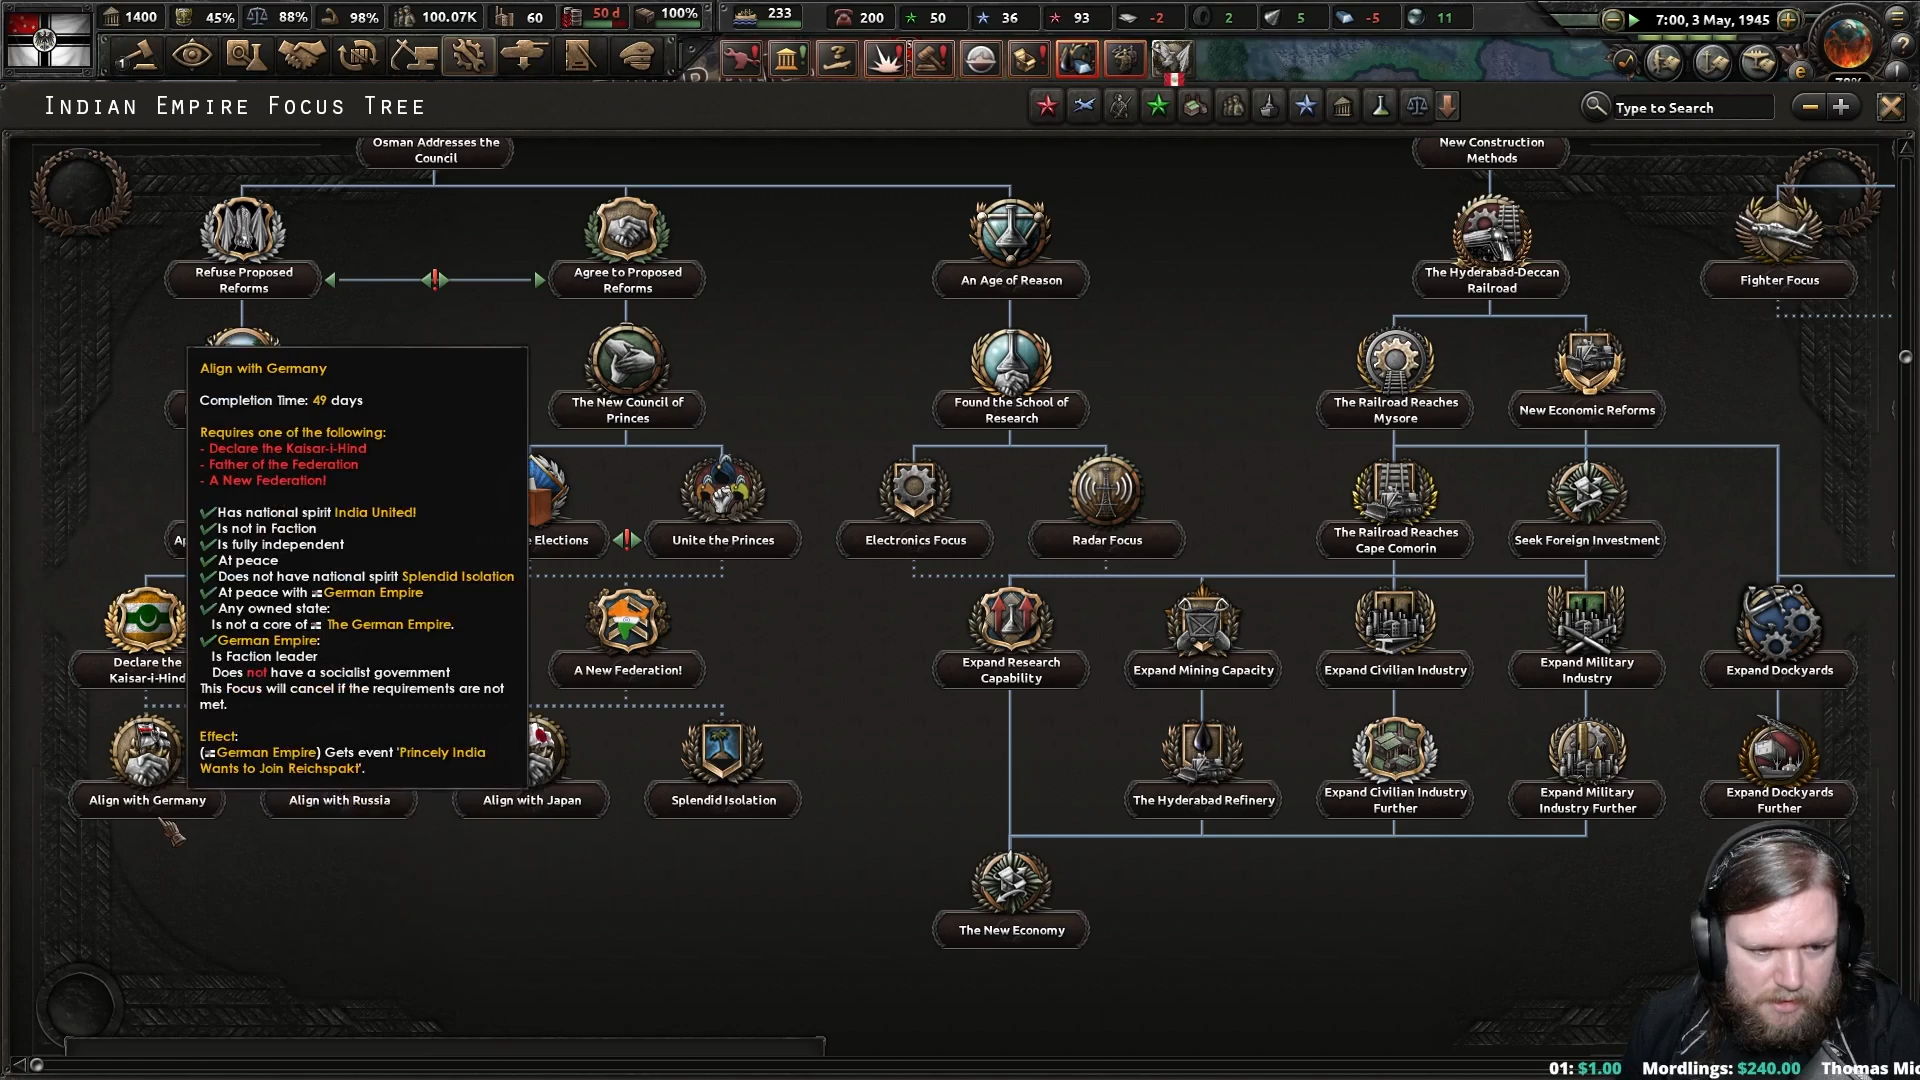 1400
45%
88%
98%
100.07K
60
50 d
100%
233
200
50
36
93
-2
2
5
-5
11
7:00, 3 May, 1945
INDIAN EMPIRE FOCUS TREE
Type to Search
Osman Addresses the
Council
New Construction
Methods
Refuse Proposed
Reforms
Agree to Proposed
Reforms
An Age of Reason
The Hyderabad-Deccan
Railroad
Fighter Focus
Align with Germany
Completion Time: 49 days
Requires one of the following:
- Declare the Kaisar-i-Hind
- Father of the Federation
- A New Federation!
Has national spirit India United!
Is not in Faction
Is fully independent
At peace
Does not have national spirit Splendid Isolation
At peace with German Empire
Any owned state:
Is not a core of The German Empire.
German Empire:
Is Faction leader
Does not have a socialist government
This Focus will cancel if the requirements are not
met.
Effect:
(German Empire) Gets event 'Princely India
Wants to Join Reichspakt'.
The New Council of
Princes
Found the School of
Research
The Railroad Reaches
Mysore
New Economic Reforms
Elections
Unite the Princes
Electronics Focus
Radar Focus
The Railroad Reaches
Cape Comorin
Seek Foreign Investment
Declare the
Kaisar-i-Hind
A New Federation!
Expand Research
Capability
Expand Mining Capacity
Expand Civilian Industry
Expand Military
Industry
Expand Dockyards
Align with Germany
Align with Russia
Align with Japan
Splendid Isolation
The Hyderabad Refinery
Expand Civilian Industry
Further
Expand Military
Industry Further
Expand Dockyards
Further
The New Economy
01: $1.00 Mordlings: $240.00 Thomas